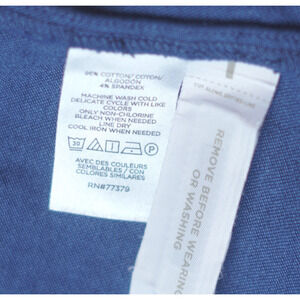 96% COTTON/ COTON/
ALGODÓN
4% SPANDEX
MACHINE WASH COLD
DELICATE CYCLE WITH LIKE
COLORS
ONLY NON-CHLORINE
BLEACH WHEN NEEDED
LINE DRY
COOL IRON WHEN NEEDED
30
P
AVEC DES COULEURS
SEMBLABLES / CON
COLORES SIMILARES
RN#77379
REMOVE BEFORE WEARING
OR WASHING